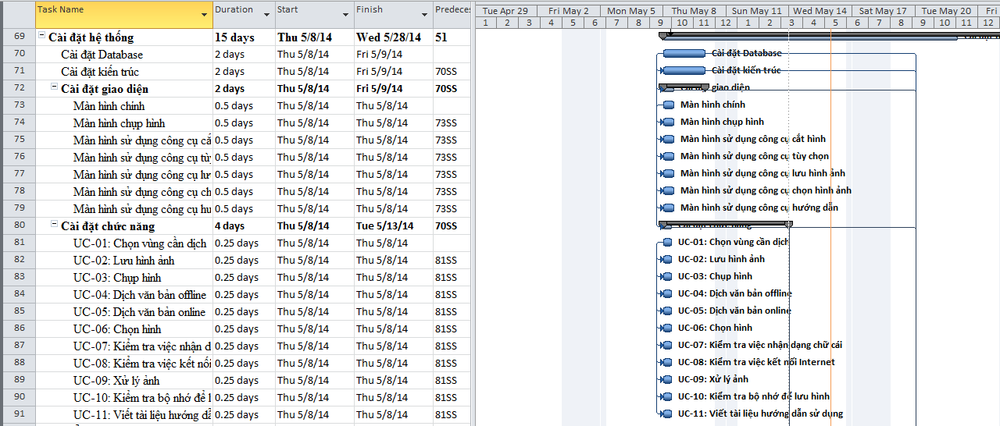 Task Name Duration Start Finish Predeces Tue Apr 29 Fri May 2 Mon May 5 Thu May 8 Sun May 11 Wed May 14 Sat May 17 Tue May 20 Fri
1 2 3 4 5 6 7 8 9 10 11 12 1 2 3 4 5 6 7 8 9 10 11 12
69 Cài đặt hệ thống 15 days Thu 5/8/14 Wed 5/28/14 51
70 Cài đặt Database 2 days Thu 5/8/14 Fri 5/9/14 Cài đặt Database
71 Cài đặt kiến trúc 2 days Thu 5/8/14 Fri 5/9/14 70SS Cài đặt kiến trúc
72 Cài đặt giao diện 2 days Thu 5/8/14 Fri 5/9/14 70SS giao diện
73 Màn hình chính 0.5 days Thu 5/8/14 Thu 5/8/14 Màn hình chính
74 Màn hình chụp hình 0.5 days Thu 5/8/14 Thu 5/8/14 73SS Màn hình chụp hình
75 Màn hình sử dụng công cụ cắ 0.5 days Thu 5/8/14 Thu 5/8/14 73SS Màn hình sử dụng công cụ cắt hình
76 Màn hình sử dụng công cụ tù 0.5 days Thu 5/8/14 Thu 5/8/14 73SS Màn hình sử dụng công cụ tùy chọn
77 Màn hình sử dụng công cụ lư 0.5 days Thu 5/8/14 Thu 5/8/14 73SS Màn hình sử dụng công cụ lưu hình ảnh
78 Màn hình sử dụng công cụ ch 0.5 days Thu 5/8/14 Thu 5/8/14 73SS Màn hình sử dụng công cụ chọn hình ảnh
79 Màn hình sử dụng công cụ hư 0.5 days Thu 5/8/14 Thu 5/8/14 73SS Màn hình sử dụng công cụ hướng dẫn
80 Cài đặt chức năng 4 days Thu 5/8/14 Tue 5/13/14 70SS
81 UC-01: Chọn vùng cần dịch 0.25 days Thu 5/8/14 Thu 5/8/14 UC-01: Chọn vùng cần dịch
82 UC-02: Lưu hình ảnh 0.25 days Thu 5/8/14 Thu 5/8/14 81SS UC-02: Lưu hình ảnh
83 UC-03: Chụp hình 0.25 days Thu 5/8/14 Thu 5/8/14 81SS UC-03: Chụp hình
84 UC-04: Dịch văn bản offline 0.25 days Thu 5/8/14 Thu 5/8/14 81SS UC-04: Dịch văn bản offline
85 UC-05: Dịch văn bản online 0.25 days Thu 5/8/14 Thu 5/8/14 81SS UC-05: Dịch văn bản online
86 UC-06: Chọn hình 0.25 days Thu 5/8/14 Thu 5/8/14 81SS UC-06: Chọn hình
87 UC-07: Kiểm tra việc nhận d 0.25 days Thu 5/8/14 Thu 5/8/14 81SS UC-07: Kiểm tra việc nhận dạng chữ cái
88 UC-08: Kiểm tra việc kết nối 0.25 days Thu 5/8/14 Thu 5/8/14 81SS UC-08: Kiểm tra việc kết nối Internet
89 UC-09: Xử lý ảnh 0.25 days Thu 5/8/14 Thu 5/8/14 81SS UC-09: Xử lý ảnh
90 UC-10: Kiểm tra bộ nhớ để l 0.25 days Thu 5/8/14 Thu 5/8/14 81SS UC-10: Kiểm tra bộ nhớ để lưu hình
91 UC-11: Viết tài liệu hướng dẫ 0.25 days Thu 5/8/14 Thu 5/8/14 81SS UC-11: Viết tài liệu hướng dẫn sử dụng